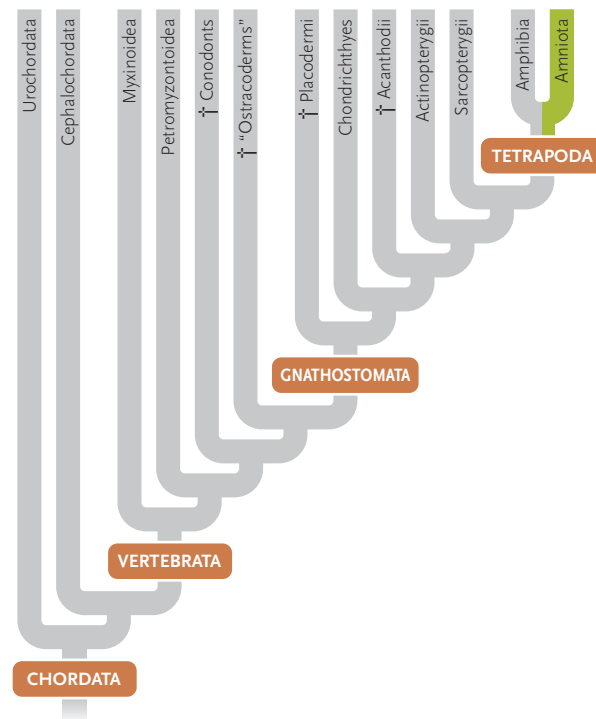 Urochordata
Cephalochordata
Myxinoidea
Petromyzontoidea
† Conodonts
† "Ostracoderms"
† Placodermi
Chondrichthyes
† Acanthodii
Actinopterygii
Sarcopterygii
Amphibia
Amniota
TETRAPODA
GNATHOSTOMATA
VERTEBRATA
CHORDATA